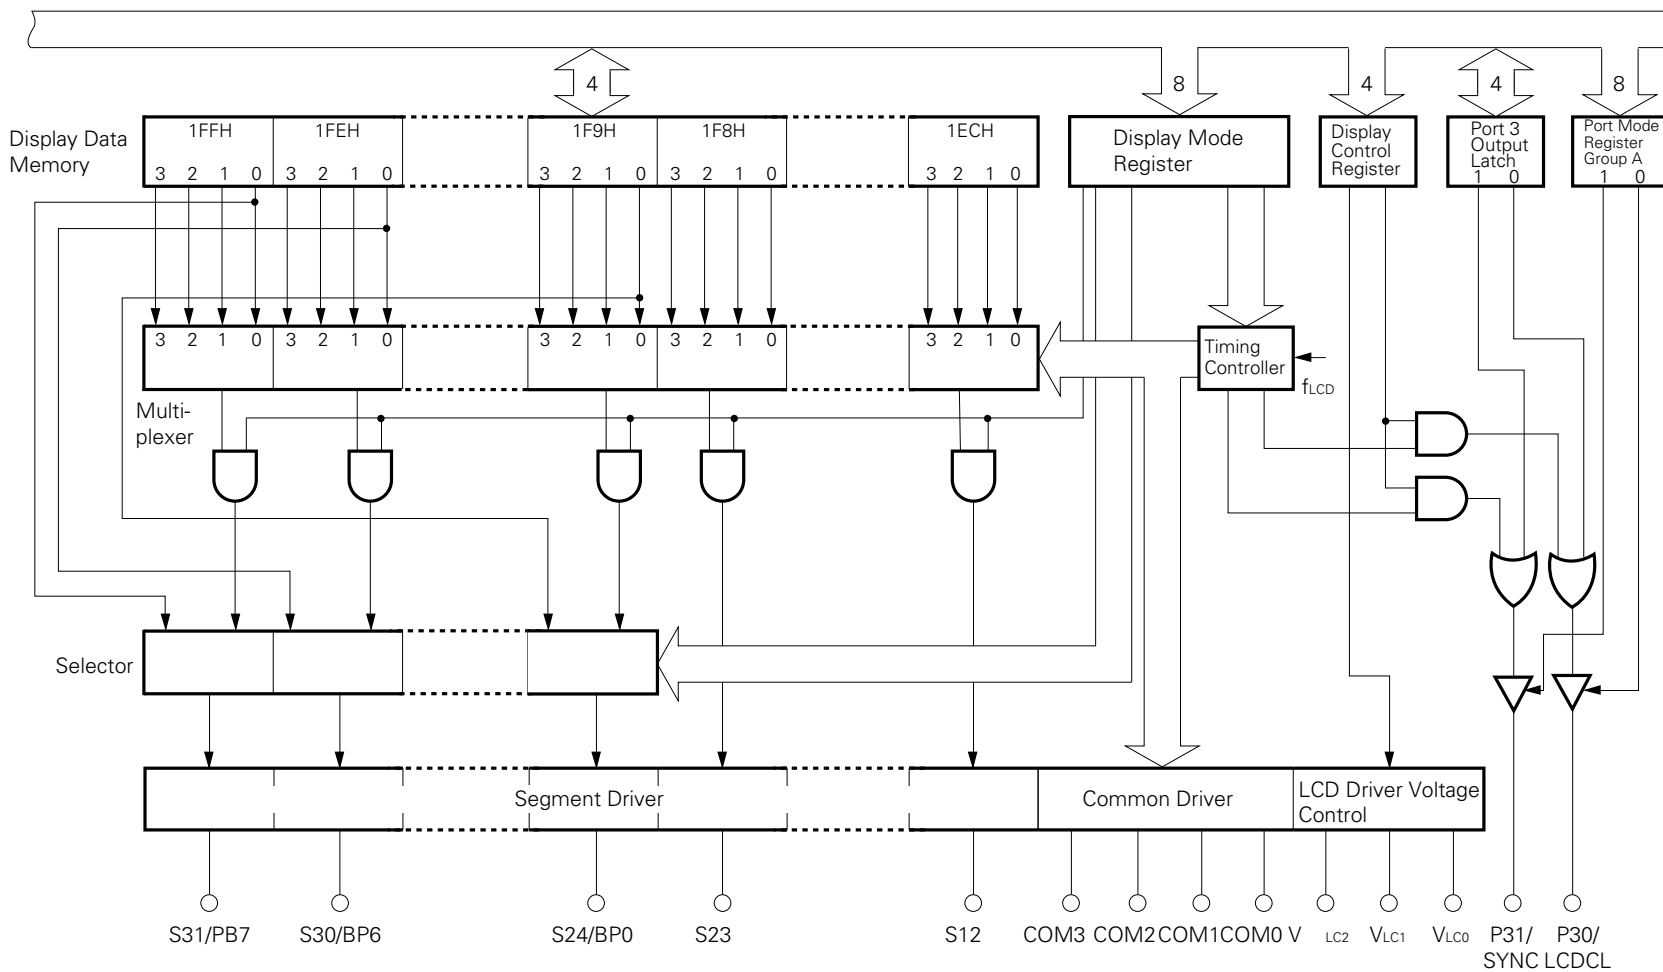 4
8
4
4
8
Display Data
Memory
1FFH
1FEH
1F9H
1F8H
1ECH
3 2 1 0 3 2 1 0
3 2 1 0 3 2 1 0
3 2 1 0
Display Mode
Register
Display
Control
Register
Port 3
Output
Latch
1 0
Port Mode
Register
Group A
1 0
3 2 1 0 3 2 1 0
3 2 1 0 3 2 1 0
3 2 1 0
Timing
Controller
fLCD
Multi-
plexer
Selector
Segment Driver
Common Driver
LCD Driver Voltage
Control
S31/PB7
S30/BP6
S24/BP0
S23
S12
COM3 COM2 COM1 COM0 V LC2 VLC1 VLC0
P31/
SYNC
P30/
LCDCL